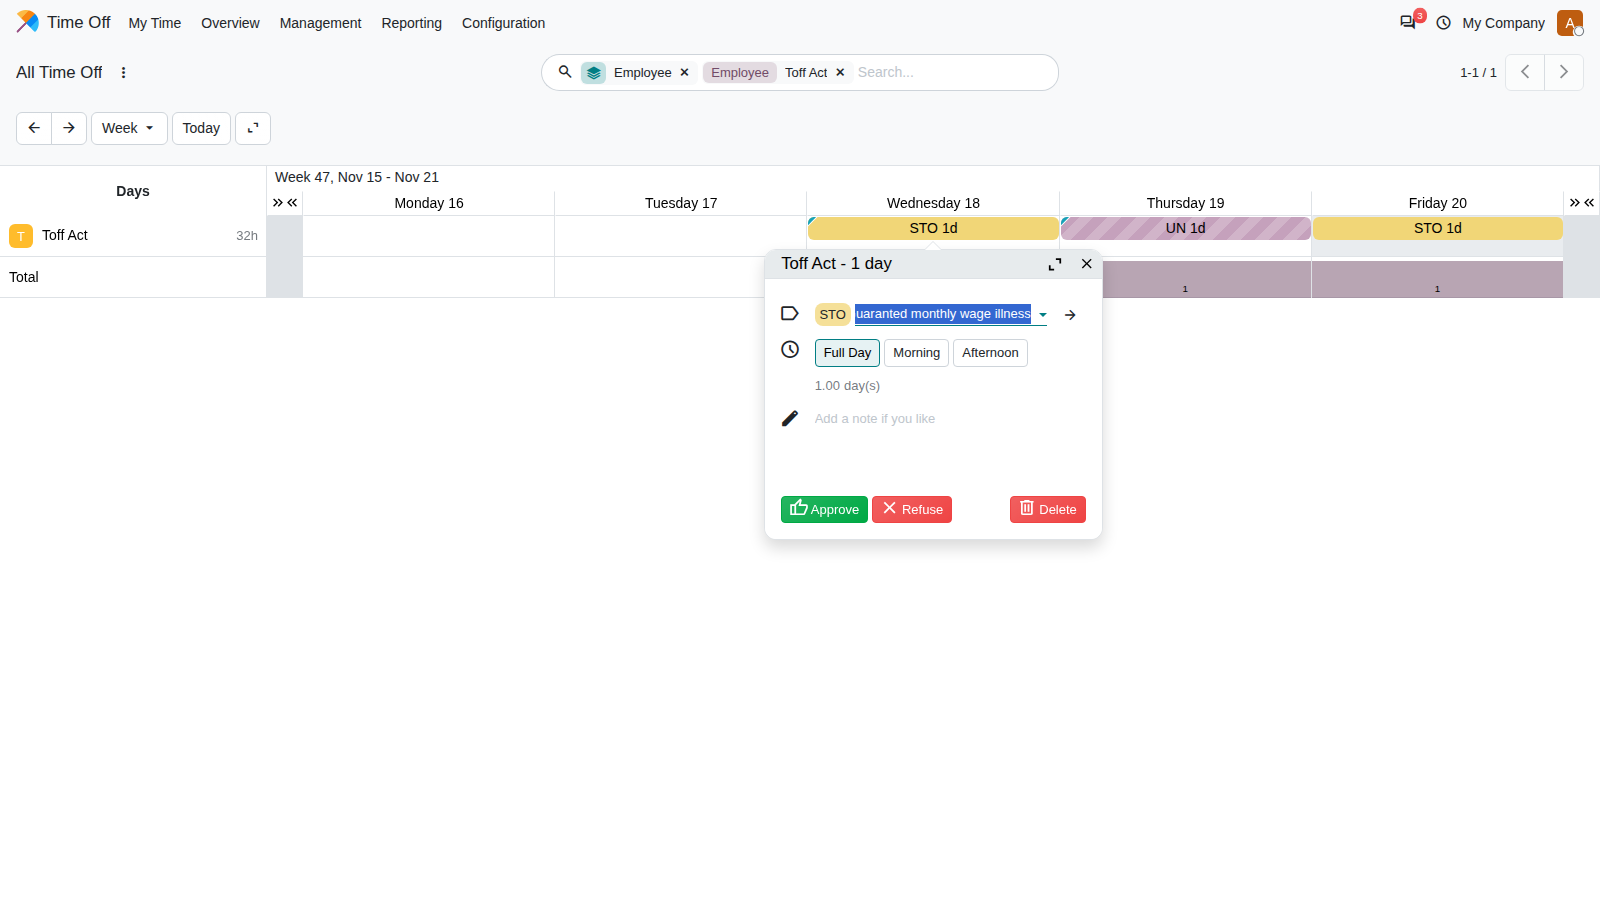 Time Off My Time Overview Management Reporting Configuration 3 My Company A
All Time Off Employee Employee Toff Act Search... 1-1 / 1
Week Today
Days Week 47, Nov 15 - Nov 21
Monday 16 Tuesday 17 Wednesday 18 Thursday 19 Friday 20
T Toff Act 32h STO 1d UN 1d STO 1d
Total 1 1
Toff Act - 1 day
STO uaranted monthly wage illness
Full Day Morning Afternoon
1.00 day(s)
Add a note if you like
Approve Refuse Delete